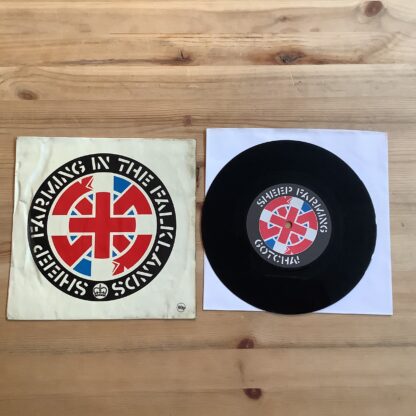 SHEEP FARMING IN THE FALKLANDS
SHEEP FARMING
GOTCHA!